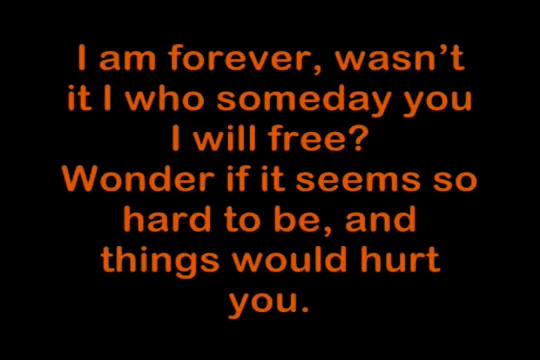 I am forever, wasn’t
it I who someday you
I will free?
Wonder if it seems so
hard to be, and
things would hurt
you.